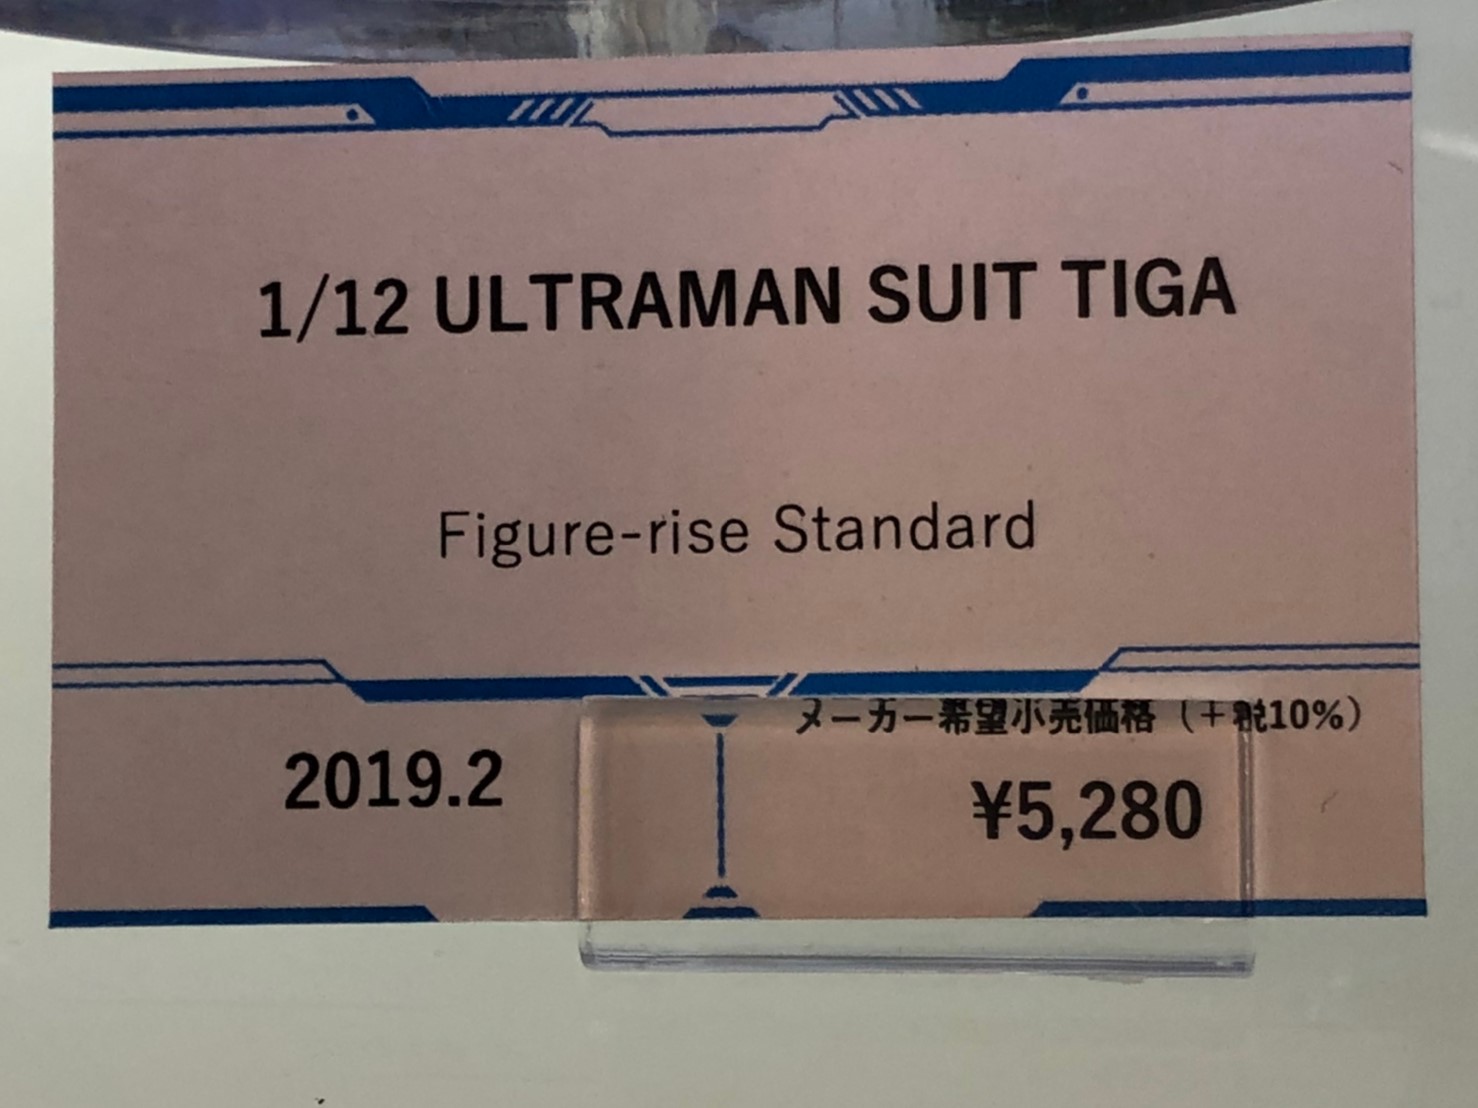 1/12 ULTRAMAN SUIT TIGA
Figure-rise Standard
2019.2
メーカー希望小売価格（＋税10%）
¥5,280